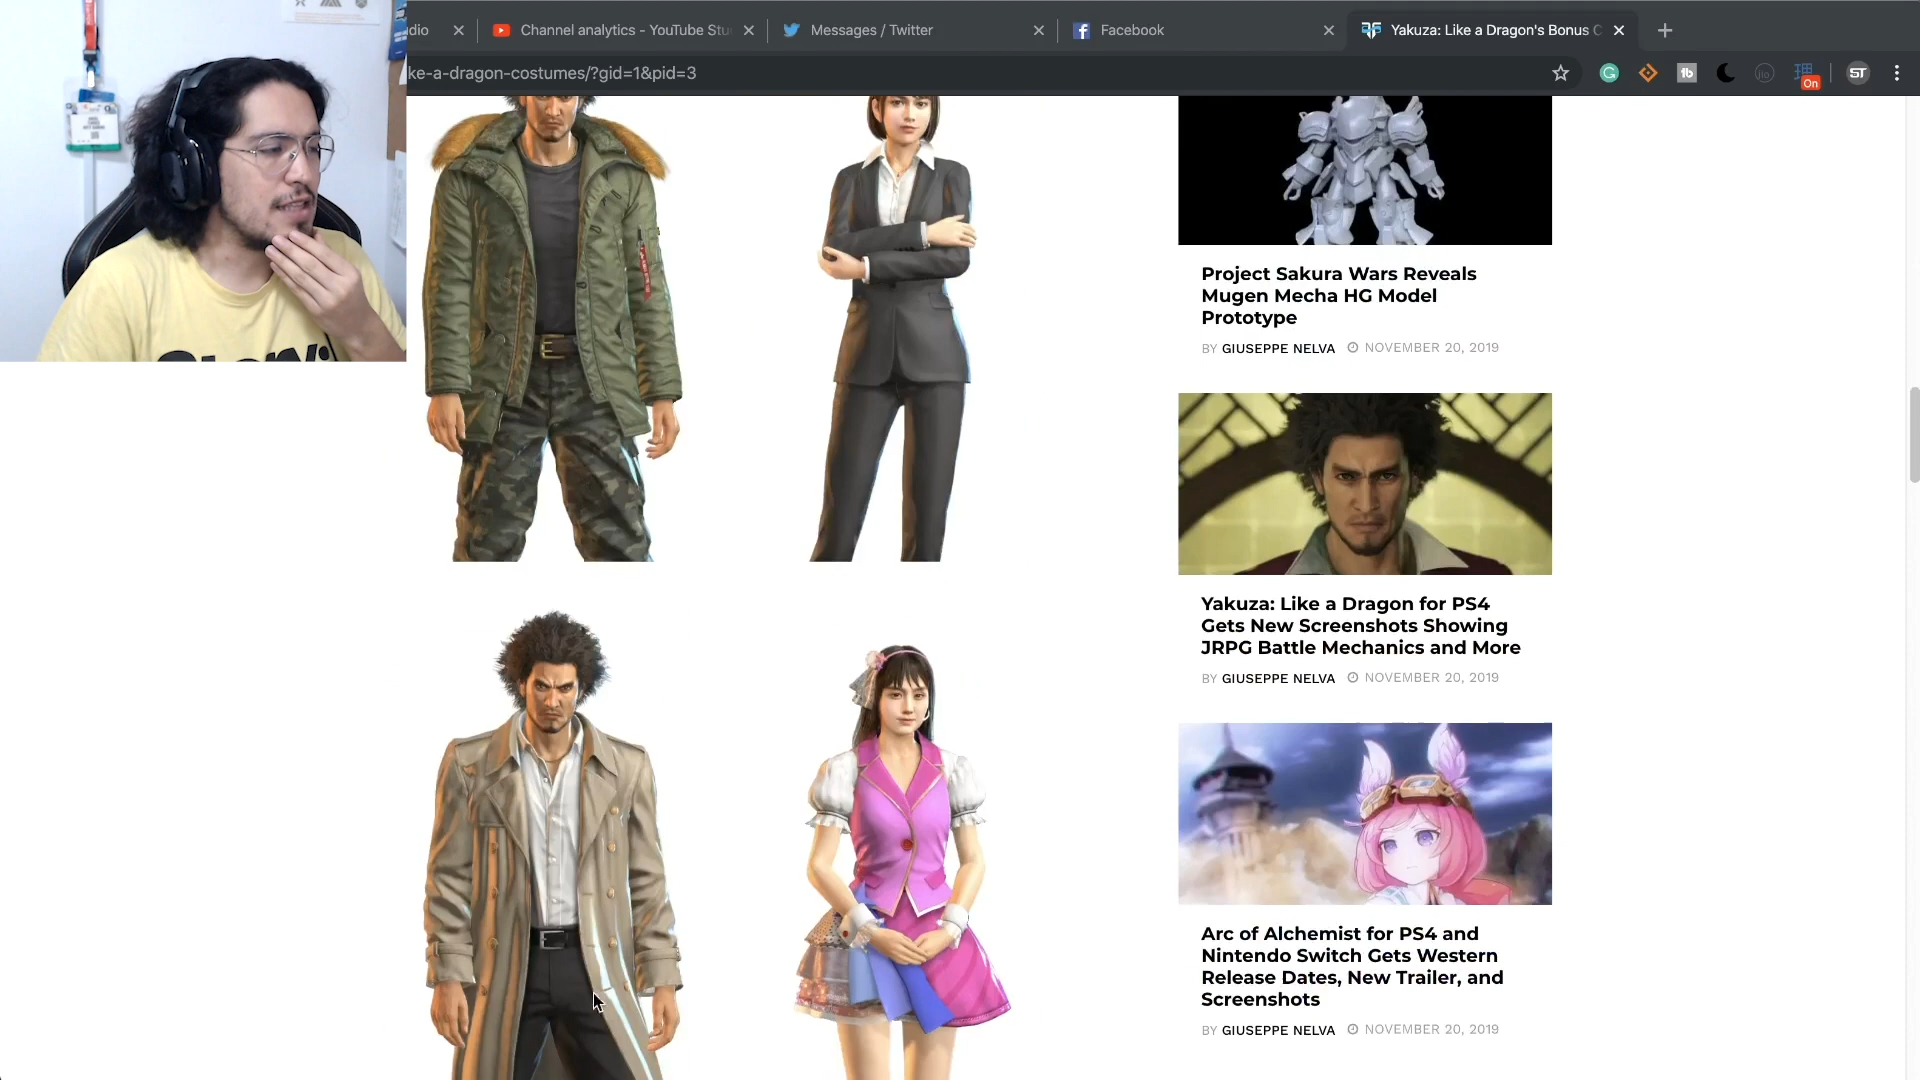 dio
Channel analytics - YouTube Stu
Messages / Twitter
Facebook
Yakuza: Like a Dragon's Bonus C
ke-a-dragon-costumes/?gid=1&pid=3
On
ST
Project Sakura Wars Reveals
Mugen Mecha HG Model
Prototype
BY GIUSEPPE NELVA NOVEMBER 20, 2019
Yakuza: Like a Dragon for PS4
Gets New Screenshots Showing
JRPG Battle Mechanics and More
BY GIUSEPPE NELVA NOVEMBER 20, 2019
Arc of Alchemist for PS4 and
Nintendo Switch Gets Western
Release Dates, New Trailer, and
Screenshots
BY GIUSEPPE NELVA NOVEMBER 20, 2019